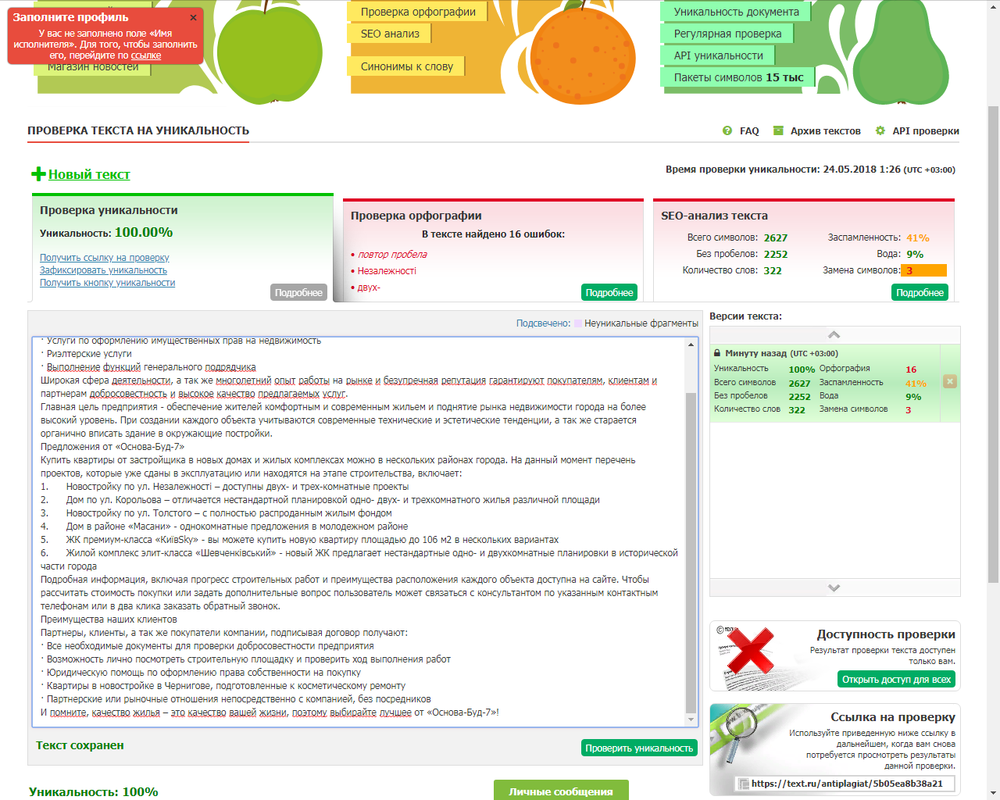 Заполните профиль
У вас не заполнено поле «Имя
исполнителя». Для того, чтобы заполнить
его, перейдите по ссылке
Магазин новостей
Проверка орфографии
SEO анализ
Синонимы к слову
Уникальность документа
Регулярная проверка
API уникальности
Пакеты символов 15 тыс
ПРОВЕРКА ТЕКСТА НА УНИКАЛЬНОСТЬ
FAQ Архив текстов API проверки
Новый текст
Время проверки уникальности: 24.05.2018 1:26 (UTC +03:00)
Проверка уникальности
Уникальность: 100.00%
Получить ссылку на проверку
Зафиксировать уникальность
Получить кнопку уникальности
Подробнее
Проверка орфографии
В тексте найдено 16 ошибок:
• повтор пробела
• Незалежності
• двух-
Подробнее
SEO-анализ текста
Всего символов: 2627 Заспамленность: 41%
Без пробелов: 2252 Вода: 9%
Количество слов: 322 Замена символов: 3
Подробнее
Подсвечено: Неуникальные фрагменты
· Услуги по оформлению имущественных прав на недвижимость
· Риэлтерские услуги
· Выполнение функций генерального подрядчика
Широкая сфера деятельности, а так же многолетний опыт работы на рынке и безупречная репутация гарантируют покупателям, клиентам и
партнерам добросовестность и высокое качество предлагаемых услуг.
Главная цель предприятия - обеспечение жителей комфортным и современным жильем и поднятие рынка недвижимости города на более
высокий уровень. При создании каждого объекта учитываются современные технические и эстетические тенденции, а так же старается
органично вписать здание в окружающие постройки.
Предложения от «Основа-Буд-7»
Купить квартиры от застройщика в новых домах и жилых комплексах можно в нескольких районах города. На данный момент перечень
проектов, которые уже сданы в эксплуатацию или находятся на этапе строительства, включает:
1. Новостройку по ул. Незалежності – доступны двух- и трех-комнатные проекты
2. Дом по ул. Корольова – отличается нестандартной планировкой одно- двух- и трехкомнатного жилья различной площади
3. Новостройку по ул. Толстого – с полностью распроданным жилым фондом
4. Дом в районе «Масани» - однокомнатные предложения в молодежном районе
5. ЖК премиум-класса «КиївSky» - вы можете купить новую квартиру площадью до 106 м2 в нескольких вариантах
6. Жилой комплекс элит-класса «Шевченківський» - новый ЖК предлагает нестандартные одно- и двухкомнатные планировки в исторической
части города
Подробная информация, включая прогресс строительных работ и преимущества расположения каждого объекта доступна на сайте. Чтобы
рассчитать стоимость покупки или задать дополнительные вопрос пользователь может связаться с консультантом по указанным контактным
телефонам или в два клика заказать обратный звонок.
Преимущества наших клиентов
Партнеры, клиенты, а так же покупатели компании, подписывая договор получают:
· Все необходимые документы для проверки добросовестности предприятия
· Возможность лично посмотреть строительную площадку и проверить ход выполнения работ
· Юридическую помощь по оформлению права собственности на покупку
· Квартиры в новостройке в Чернигове, подготовленные к косметическому ремонту
· Партнерские или рыночные отношения непосредственно с компанией, без посредников
И помните, качество жилья – это качество вашей жизни, поэтому выбирайте лучшее от «Основа-Буд-7»!
Текст сохранен
Проверить уникальность
Уникальность: 100%
Личные сообщения
Версии текста:
Минуту назад (UTC +03:00)
Уникальность 100% Орфография 16
Всего символов 2627 Заспамленность 41%
Без пробелов 2252 Вода 9%
Количество слов 322 Замена символов 3
Доступность проверки
Результат проверки текста доступен
только вам.
Открыть доступ для всех
Ссылка на проверку
Используйте приведенную ниже ссылку в
дальнейшем, когда вам снова
потребуется просмотреть результаты
данной проверки.
https://text.ru/antiplagiat/5b05ea8b38a21